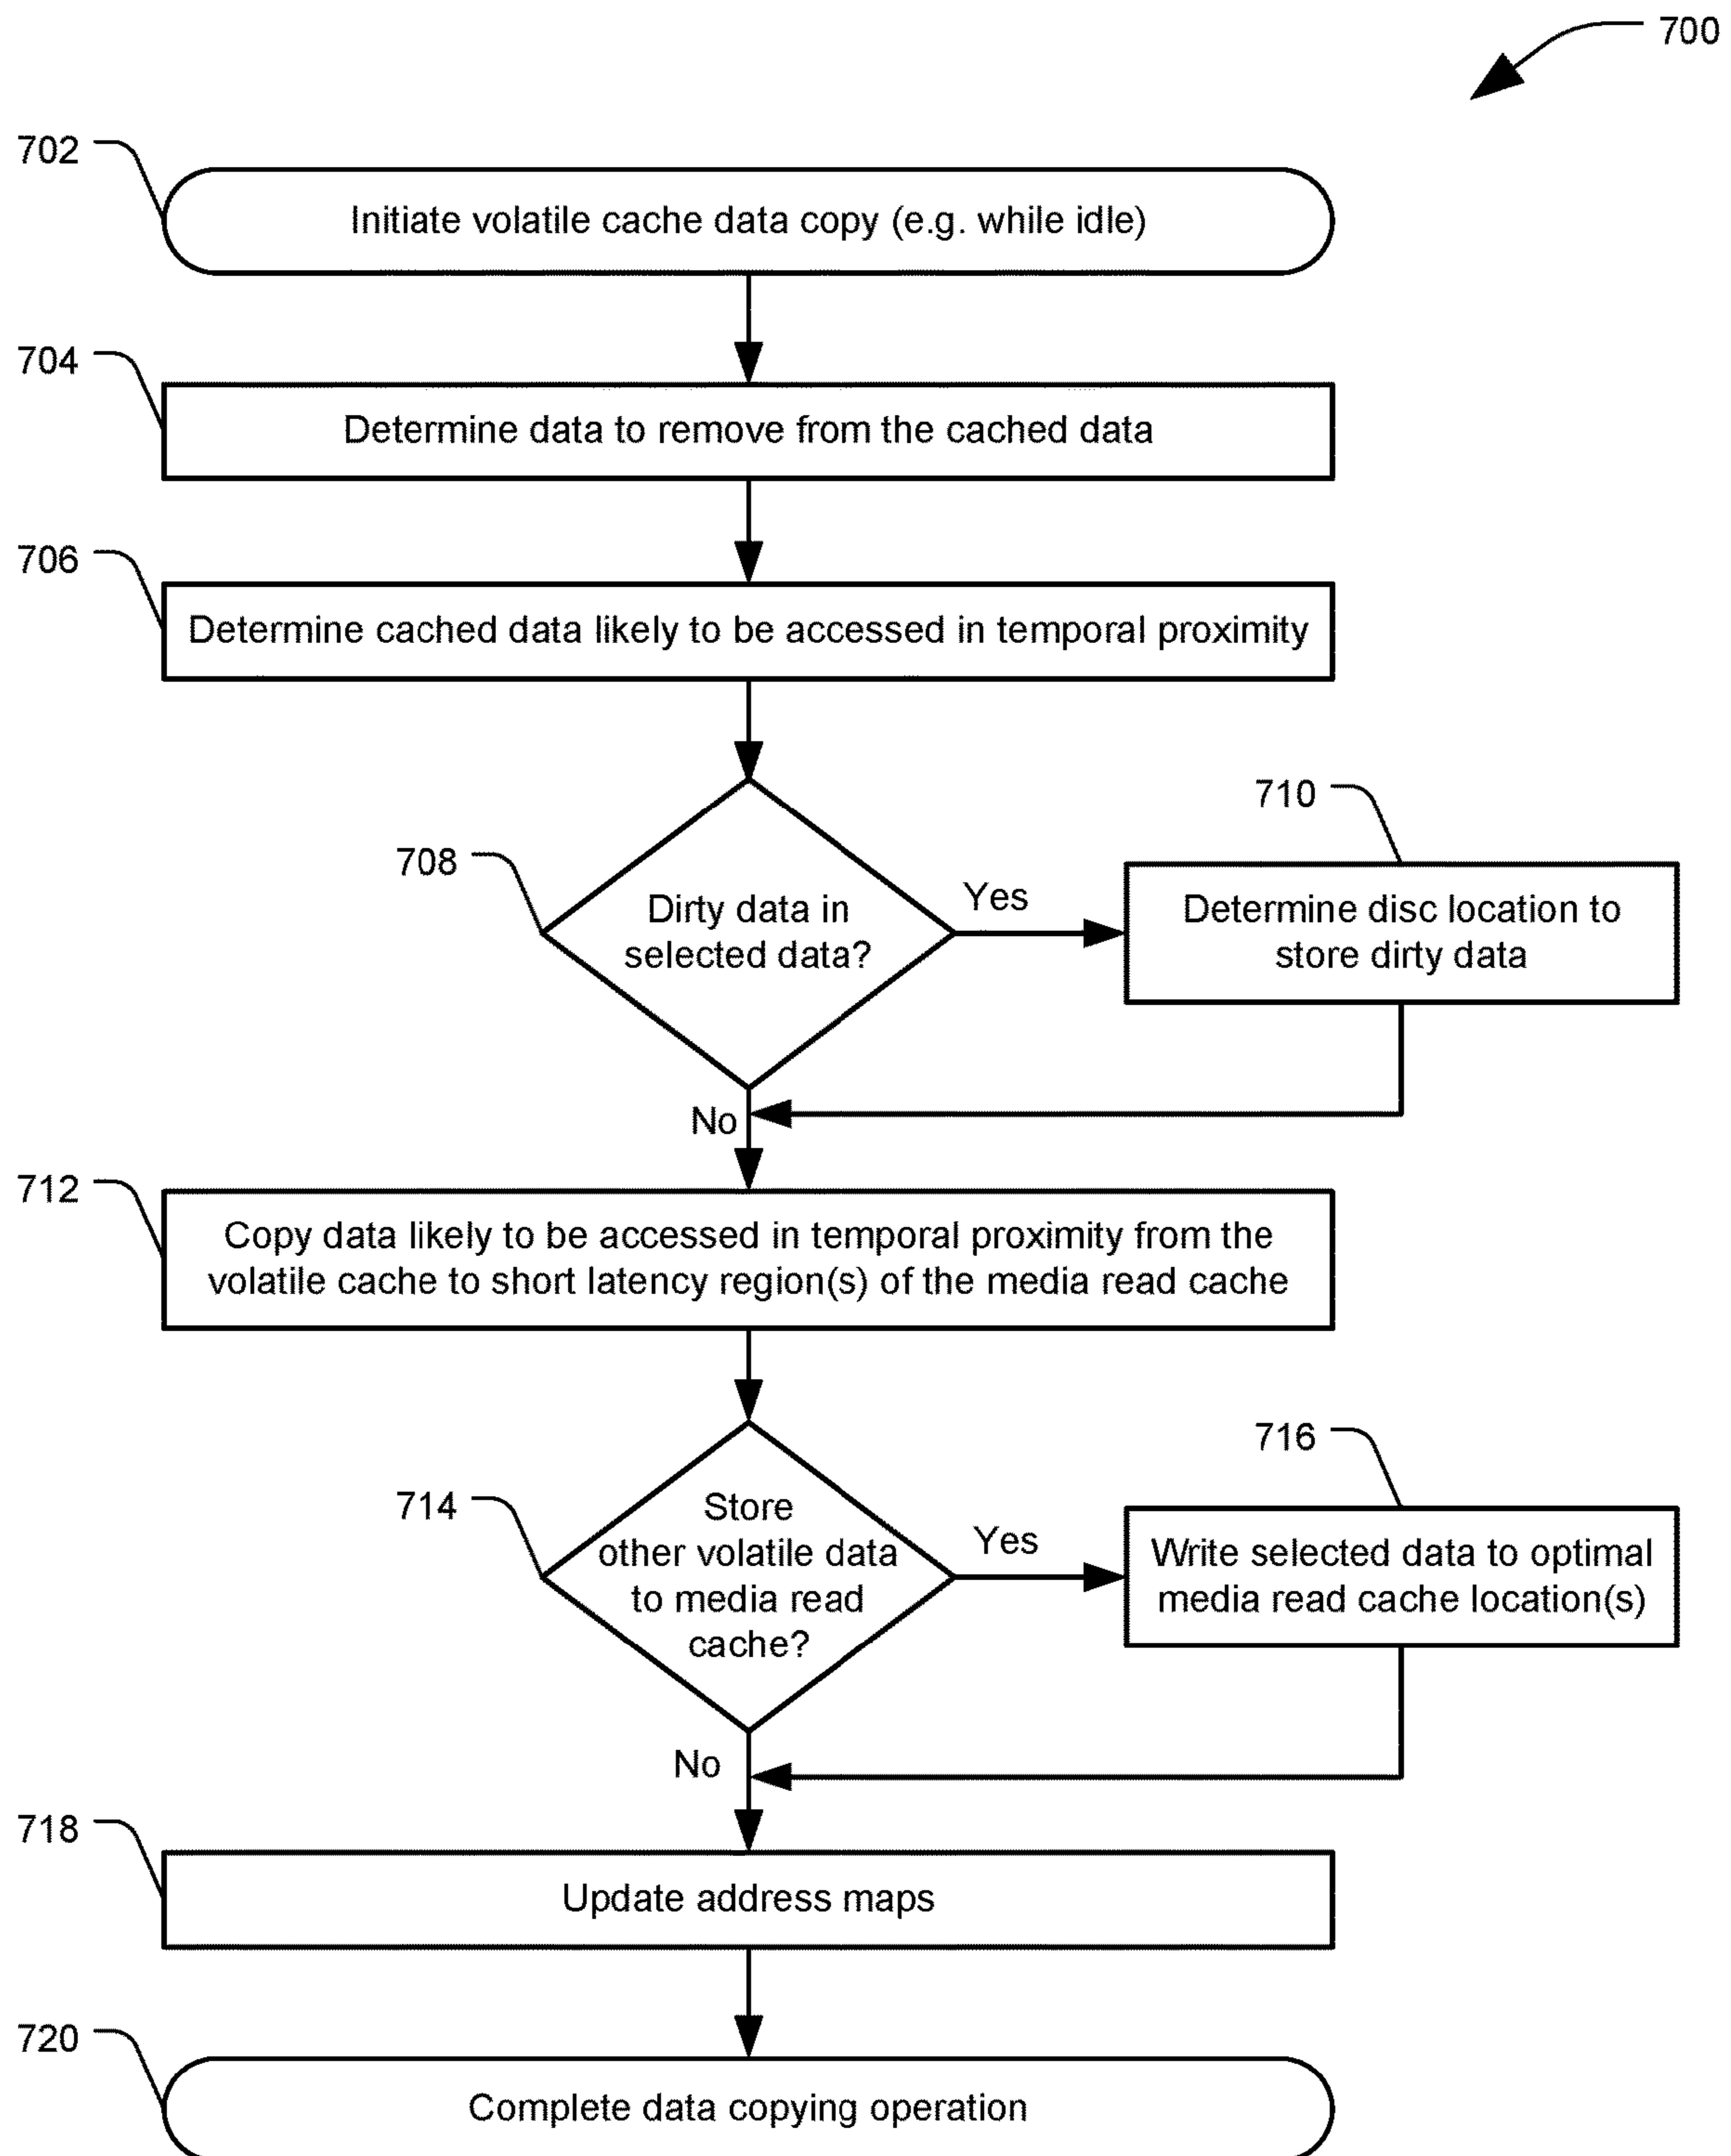 700
702
Initiate volatile cache data copy (e.g. while idle)
704
Determine data to remove from the cached data
706
Determine cached data likely to be accessed in temporal proximity
708
Dirty data in
selected data?
Yes
710
Determine disc location to
store dirty data
No
712
Copy data likely to be accessed in temporal proximity from the
volatile cache to short latency region(s) of the media read cache
714
Store
other volatile data
to media read
cache?
Yes
716
Write selected data to optimal
media read cache location(s)
No
718
Update address maps
720
Complete data copying operation